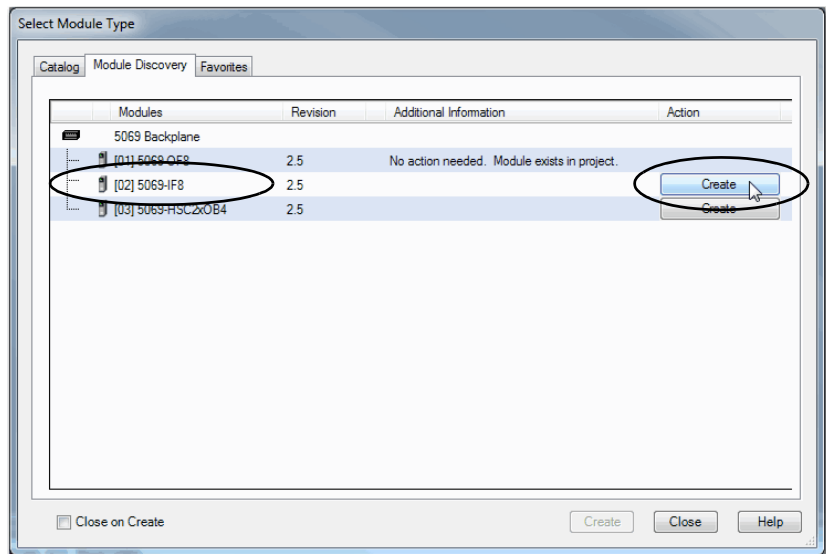 Select Module Type
Catalog Module Discovery Favorites
Modules Revision Additional Information Action
5069 Backplane
[01] 5069-OF8 2.5 No action needed. Module exists in project.
[02] 5069-IF8 2.5 Create
[03] 5069-HSC2xOB4 2.5 Create
Close on Create Create Close Help